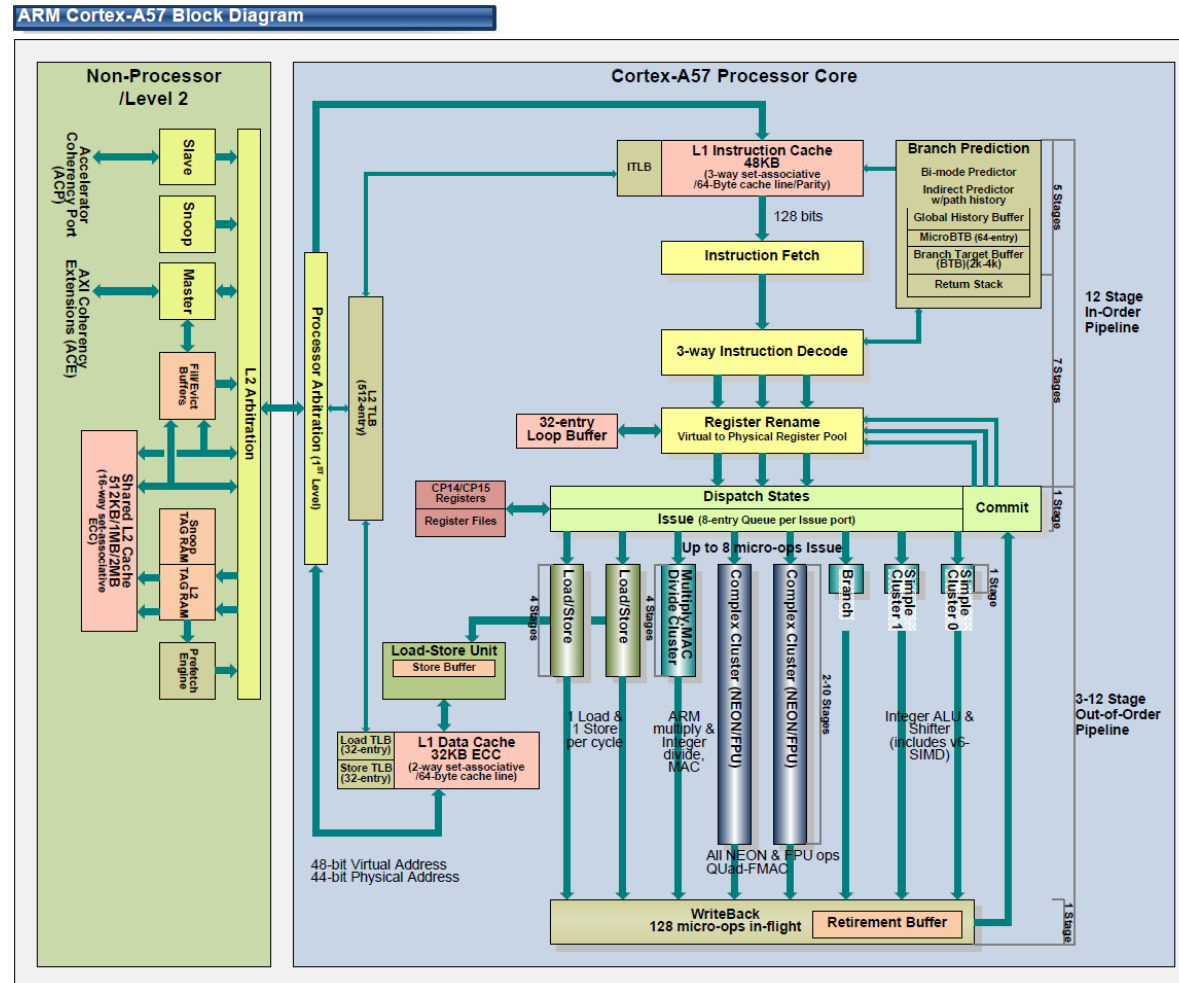 ARM Cortex-A57 Block Diagram
Non-Processor
/Level 2
Accelerator
Coherency Port
(ACP)
Slave
Snoop
AXI Coherency
Extensions (ACE)
Master
Fill/Evict
Buffers
L2 Arbitration
Shared L2 Cache
512KB/1MB/2MB
(16-way set-associative
ECC)
Snoop
TAG RAM
L2
TAG RAM
Prefetch
Engine
Cortex-A57 Processor Core
Processor Arbitration (1ST Level)
L2 TLB
(512-entry)
ITLB
L1 Instruction Cache
48KB
(3-way set-associative
/64-Byte cache line/Parity)
128 bits
Instruction Fetch
Branch Prediction
Bi-mode Predictor
Indirect Predictor
w/path history
Global History Buffer
MicroBTB (64-entry)
Branch Target Buffer
(BTB)(2k-4k)
Return Stack
5 Stages
12 Stage
In-Order
Pipeline
7 Stages
3-way Instruction Decode
32-entry
Loop Buffer
Register Rename
Virtual to Physical Register Pool
CP14/CP15
Registers
Register Files
Dispatch States
Issue (8-entry Queue per Issue port)
Commit
1
Stage
Up to 8 micro-ops Issue
4 Stages
Load/Store
Load/Store
4 Stages
Multiply,MAC
Divide Cluster
Complex Cluster (NEON/FPU)
Complex Cluster (NEON/FPU)
2-10 Stages
Branch
Simple
Cluster 1
Simple
Cluster 0
1 Stage
Load-Store Unit
Store Buffer
Load TLB
(32-entry)
Store TLB
(32-entry)
L1 Data Cache
32KB ECC
(2-way set-associative
/64-byte cache line)
1 Load &
1 Store
per cycle
ARM
multiply &
Integer
divide,
MAC
Integer ALU &
Shifter
(includes v6-
SIMD)
3-12 Stage
Out-of-Order
Pipeline
All NEON & FPU ops
QUad-FMAC
48-bit Virtual Address
44-bit Physical Address
WriteBack
128 micro-ops in-flight
Retirement Buffer
1 Stage